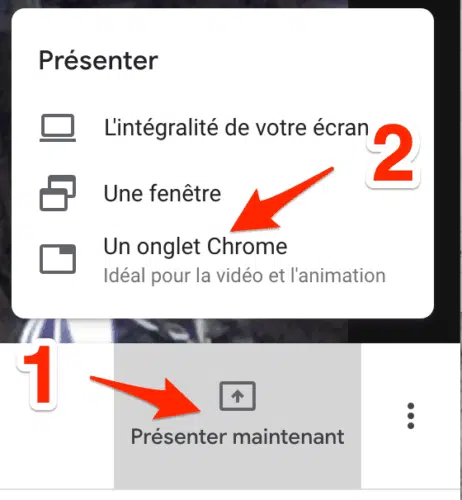 Présenter
L'intégralité de votre écran
2
Une fenêtre
Un onglet Chrome
Idéal pour la vidéo et l'animation
1
Présenter maintenant